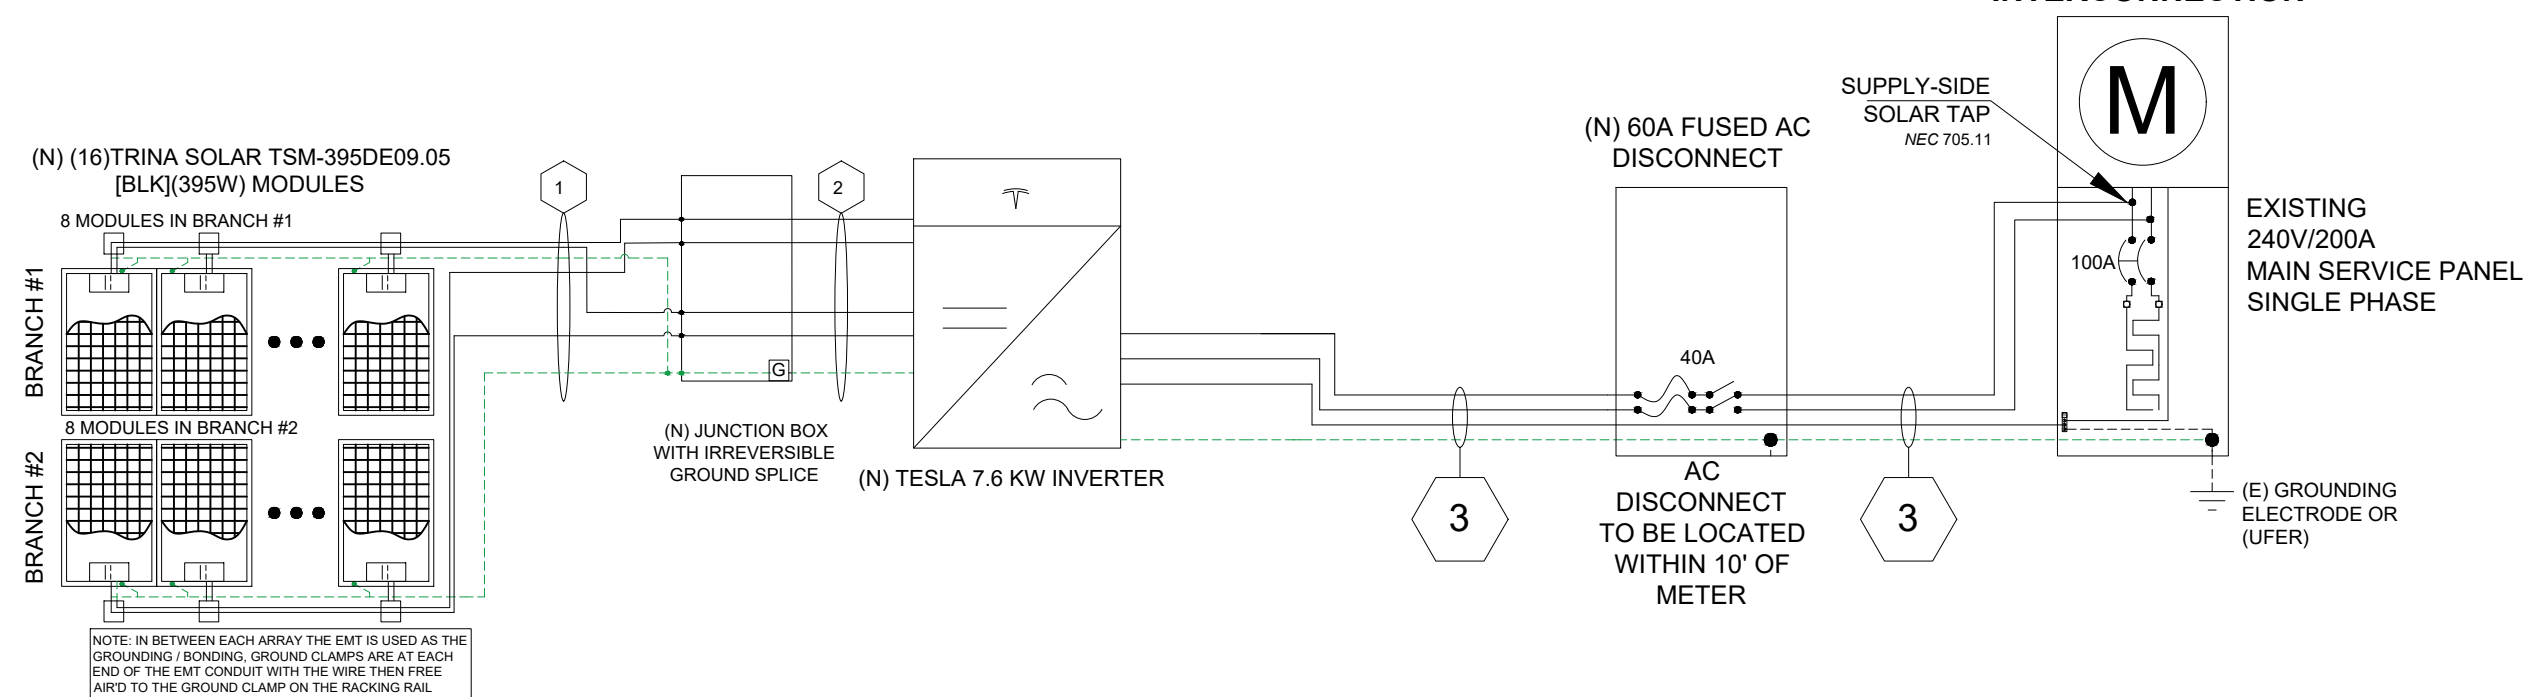 INTERCONNECTION
M
SUPPLY-SIDE
SOLAR TAP
NEC 705.11
(N) 60A FUSED AC
DISCONNECT
(N) (16)TRINA SOLAR TSM-395DE09.05
[BLK](395W) MODULES
8 MODULES IN BRANCH #1
1
2
EXISTING
240V/200A
MAIN SERVICE PANEL
SINGLE PHASE
100A
BRANCH #1
40A
G
8 MODULES IN BRANCH #2
(N) JUNCTION BOX
WITH IRREVERSIBLE
GROUND SPLICE
(N) TESLA 7.6 KW INVERTER
BRANCH #2
3
AC
DISCONNECT
TO BE LOCATED
WITHIN 10' OF
METER
3
(E) GROUNDING
ELECTRODE OR
(UFER)
NOTE: IN BETWEEN EACH ARRAY THE EMT IS USED AS THE
GROUNDING / BONDING, GROUND CLAMPS ARE AT EACH
END OF THE EMT CONDUIT WITH THE WIRE THEN FREE
AIR'D TO THE GROUND CLAMP ON THE RACKING RAIL